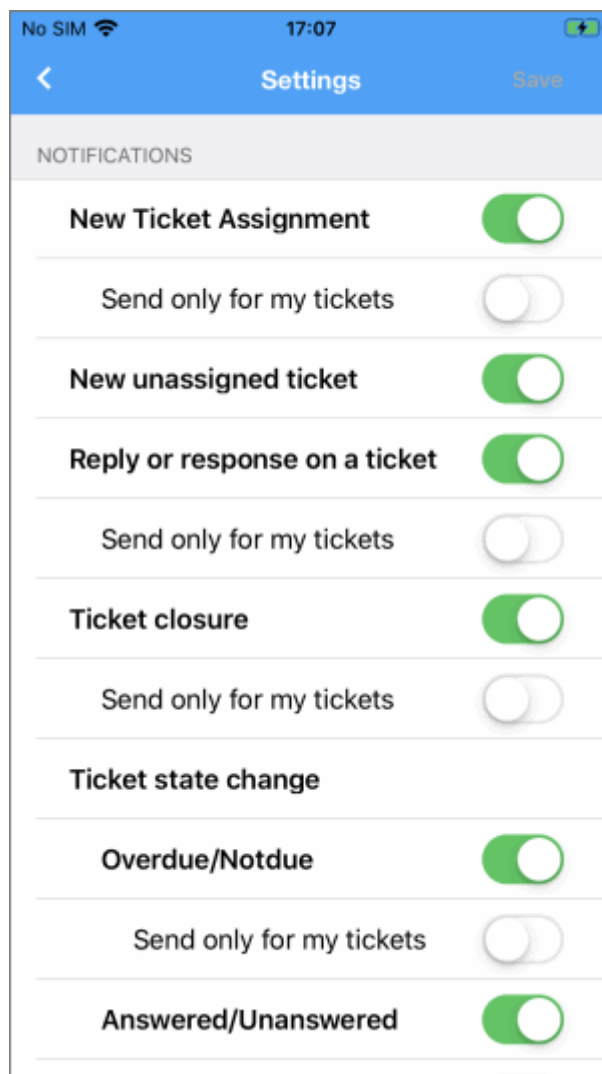 No SIM 17:07
Settings Save
NOTIFICATIONS
New Ticket Assignment
Send only for my tickets
New unassigned ticket
Reply or response on a ticket
Send only for my tickets
Ticket closure
Send only for my tickets
Ticket state change
Overdue/Notdue
Send only for my tickets
Answered/Unanswered